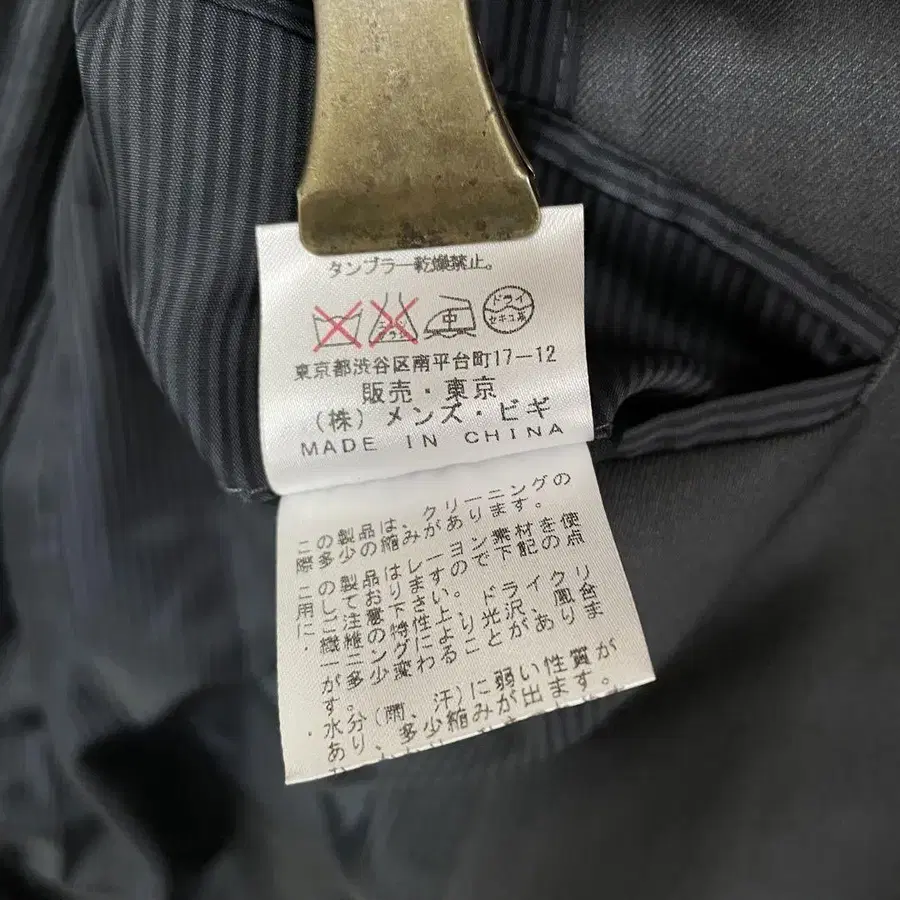 タンブラー乾燥禁止。
中 ドライ
セキユ系
東京都渋谷区南平台町17-12
販売・東京
(株)メンズ・ビギ
MADE IN CHINA
この製品は、クリーニングの
際多少の縮みがあります。
この製品はレーヨン素材を使
用しておりますので下記の点
にご注意下さい。
・繊維の特性上、ドライクリ
ーニングにより光沢、風合
が多少変わることがありま
す。
・水分(雨、汗)に弱い性質が
あり、多少縮みが出ます。